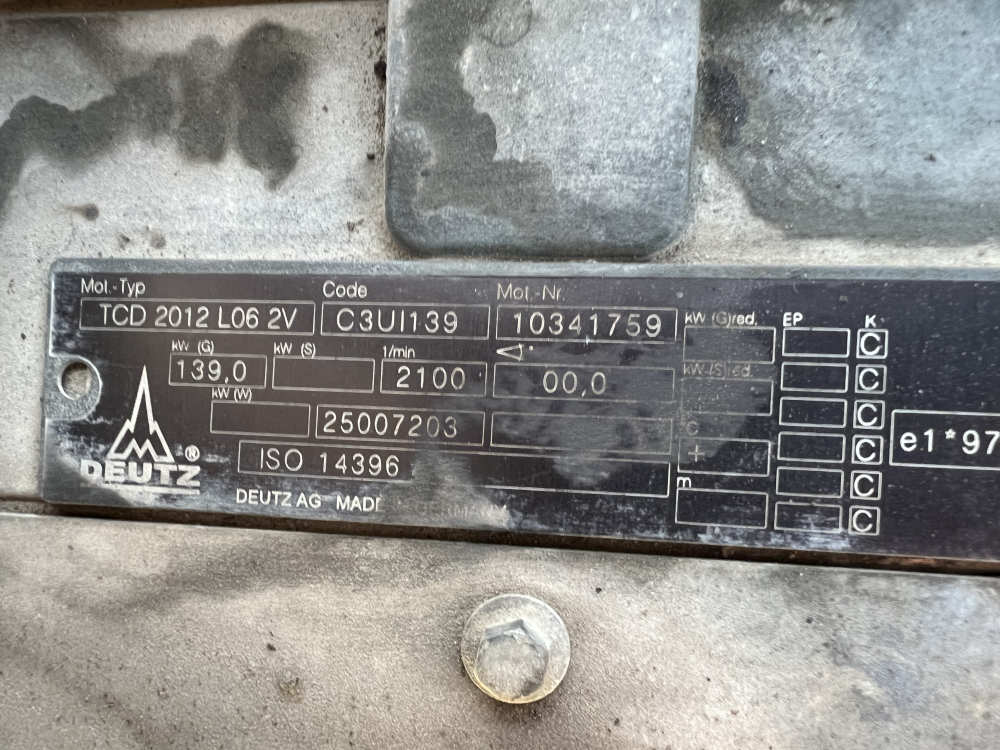 Mot.-Typ Code Mot.-Nr.
TCD 2012 L06 2V C3UI139 10341759 kW (G)red. EP K
C
kW (G) kW (S) 1/min
139,0 2100 00,0 kW(S)red. C
kW (W)
25007203 C
DEUTZ® C
ISO 14396 C
DEUTZ AG MAD m C
e1*97